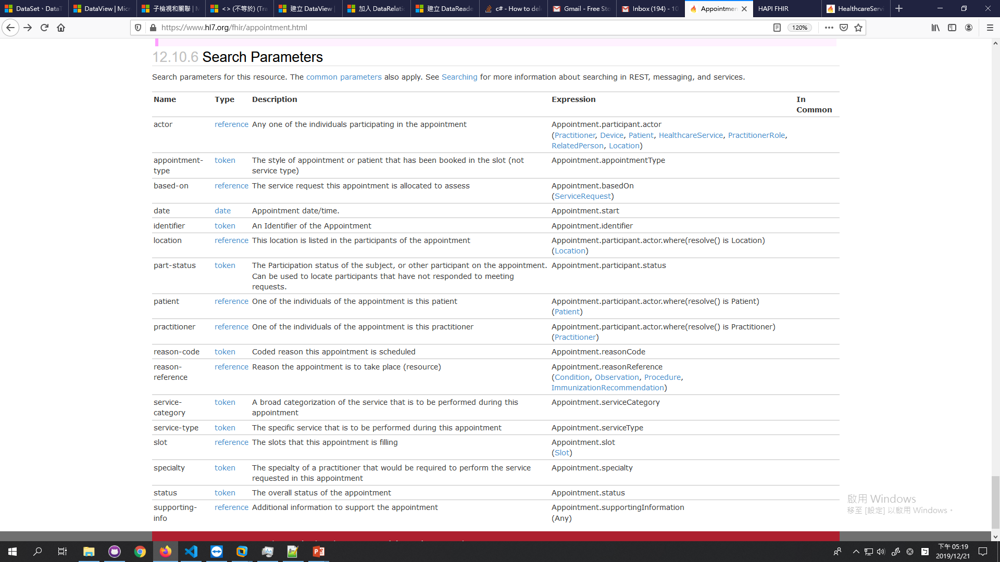 DataSet、DataT
DataView | Micr
子檢視和關聯 | M
<> (不等於) (Tra
建立 DataView |
加入 DataRelatio
建立 DataReade
c# - How to dele
Gmail - Free Sto
Inbox (194) - 10
Appointmen
HAPI FHIR
HealthcareServi
https://www.hl7.org/fhir/appointment.html
120%
12.10.6 Search Parameters
Search parameters for this resource. The common parameters also apply. See Searching for more information about searching in REST, messaging, and services.
Name Type Description Expression In
Common
actor reference Any one of the individuals participating in the appointment Appointment.participant.actor
(Practitioner, Device, Patient, HealthcareService, PractitionerRole,
RelatedPerson, Location)
appointment- token The style of appointment or patient that has been booked in the slot (not Appointment.appointmentType
type service type)
based-on reference The service request this appointment is allocated to assess Appointment.basedOn
(ServiceRequest)
date date Appointment date/time. Appointment.start
identifier token An Identifier of the Appointment Appointment.identifier
location reference This location is listed in the participants of the appointment Appointment.participant.actor.where(resolve() is Location)
(Location)
part-status token The Participation status of the subject, or other participant on the appointment. Appointment.participant.status
Can be used to locate participants that have not responded to meeting
requests.
patient reference One of the individuals of the appointment is this patient Appointment.participant.actor.where(resolve() is Patient)
(Patient)
practitioner reference One of the individuals of the appointment is this practitioner Appointment.participant.actor.where(resolve() is Practitioner)
(Practitioner)
reason-code token Coded reason this appointment is scheduled Appointment.reasonCode
reason- reference Reason the appointment is to take place (resource) Appointment.reasonReference
reference (Condition, Observation, Procedure,
ImmunizationRecommendation)
service- token A broad categorization of the service that is to be performed during this Appointment.serviceCategory
category appointment
service-type token The specific service that is to be performed during this appointment Appointment.serviceType
slot reference The slots that this appointment is filling Appointment.slot
(Slot)
specialty token The specialty of a practitioner that would be required to perform the service Appointment.specialty
requested in this appointment
status token The overall status of the appointment Appointment.status
supporting- reference Additional information to support the appointment Appointment.supportingInformation
info (Any)
啟用 Windows
移至 [設定] 以啟用 Windows。
下午 05:19
2019/12/21